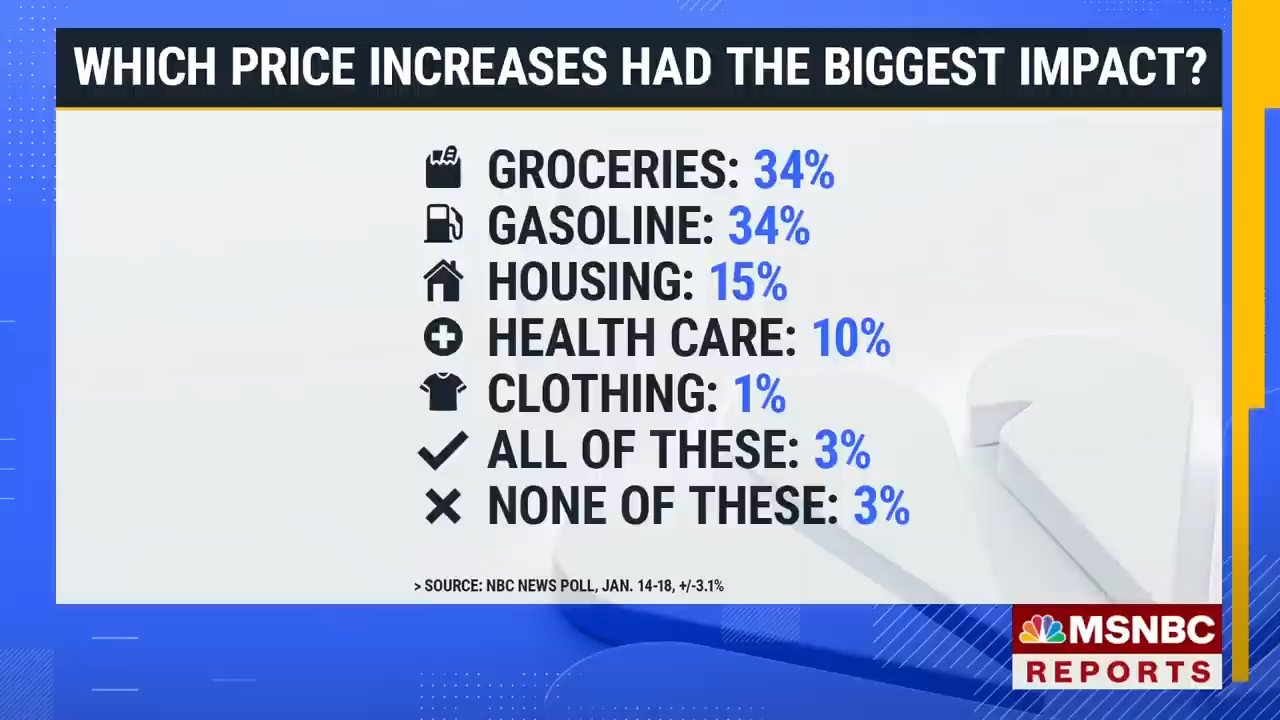 WHICH PRICE INCREASES HAD THE BIGGEST IMPACT?
GROCERIES: 34%
GASOLINE: 34%
HOUSING: 15%
HEALTH CARE: 10%
CLOTHING: 1%
ALL OF THESE: 3%
NONE OF THESE: 3%
> SOURCE: NBC NEWS POLL, JAN. 14-18, +/-3.1%
MSNBC
REPORTS